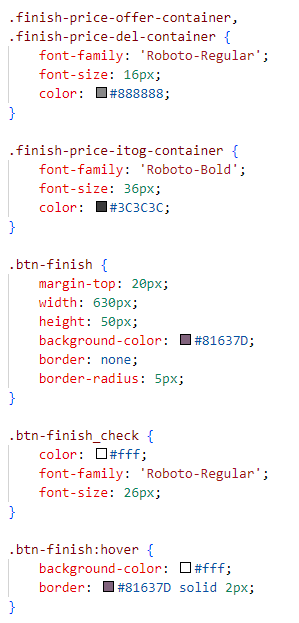 .finish-price-offer-container,
.finish-price-del-container {
font-family: 'Roboto-Regular';
font-size: 16px;
color: #888888;
}
.finish-price-itog-container {
font-family: 'Roboto-Bold';
font-size: 36px;
color: #3C3C3C;
}
.btn-finish {
margin-top: 20px;
width: 630px;
height: 50px;
background-color: #81637D;
border: none;
border-radius: 5px;
}
.btn-finish_check {
color: #fff;
font-family: 'Roboto-Regular';
font-size: 26px;
}
.btn-finish:hover {
background-color: #fff;
border: #81637D solid 2px;
}